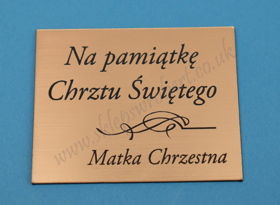 Na pamiątkę
Chrztu Świętego
Matka Chrzestna